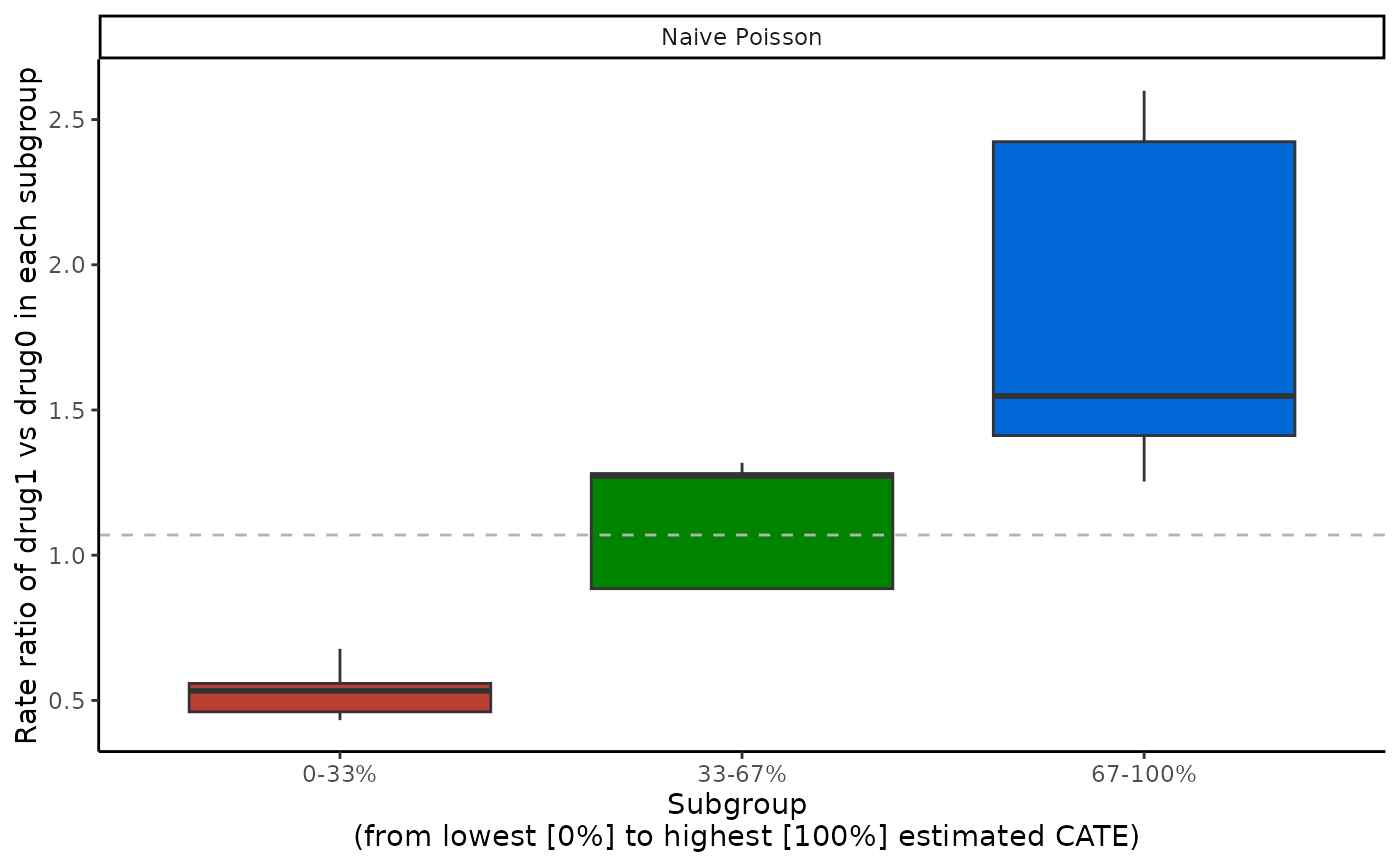 Naive Poisson
Rate ratio of drug1 vs drug0 in each subgroup
2.5
2.0
1.5
1.0
0.5
0-33%
33-67%
67-100%
Subgroup
(from lowest [0%] to highest [100%] estimated CATE)